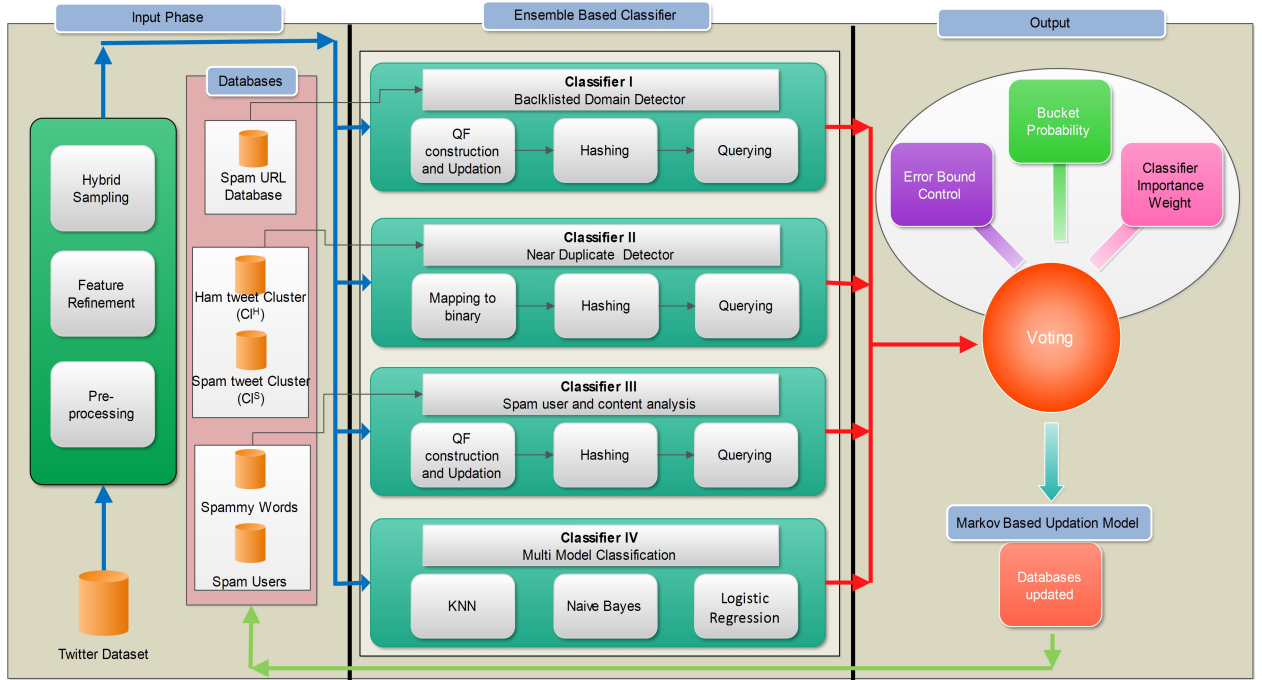 Input Phase
Ensemble Based Classifier
Output
Hybrid
Sampling
Feature
Refinement
Pre-
processing
Twitter Dataset
Databases
Spam URL
Database
Ham tweet Cluster
(Cl^H)
Spam tweet Cluster
(Cl^S)
Spammy Words
Spam Users
Classifier I
Baclklisted Domain Detector
QF
construction
and Updation
Hashing
Querying
Classifier II
Near Duplicate Detector
Mapping to
binary
Hashing
Querying
Classifier III
Spam user and content analysis
QF
construction
and Updation
Hashing
Querying
Classifier IV
Multi Model Classification
KNN
Naive Bayes
Logistic
Regression
Error Bound
Control
Bucket
Probability
Classifier
Importance
Weight
Voting
Markov Based Updation Model
Databases
updated